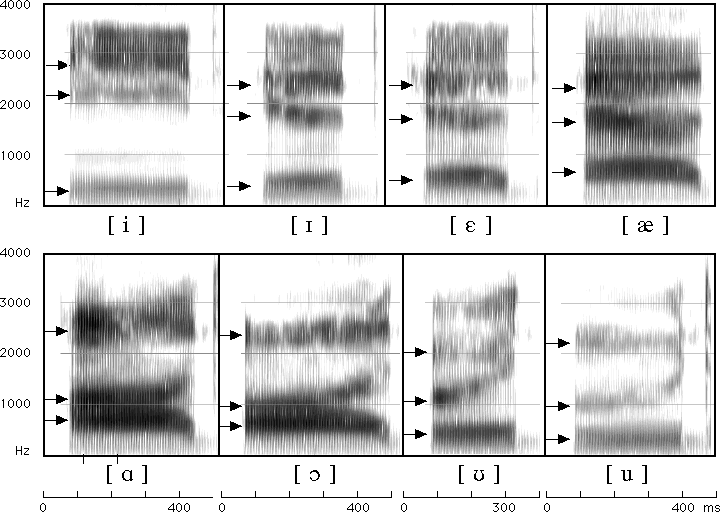 4000
3000
2000
1000
Hz
[ i ] [ ɪ ] [ ɛ ] [ æ ]
4000
3000
2000
1000
Hz
[ ɑ ] [ ɔ ] [ ʊ ] [ u ]
0 400 0 400 0 300 0 400 ms